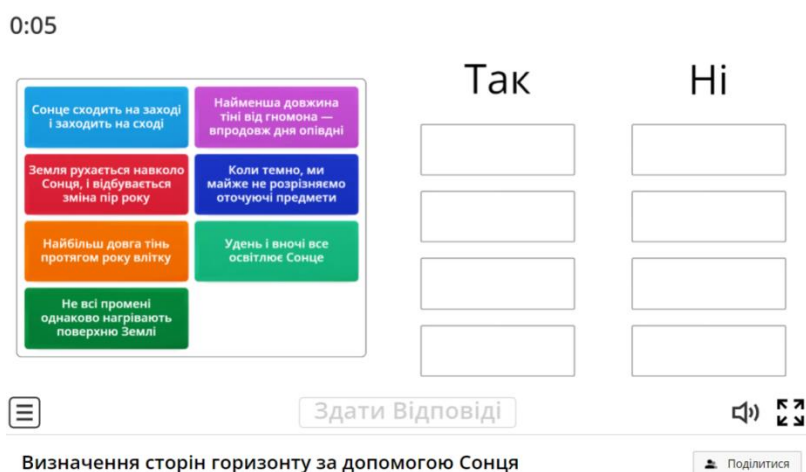 0:05
Так
Ні
Сонце сходить на заході
і заходить на сході
Найменша довжина
тіні від гномона —
впродовж дня опівдні
Земля рухається навколо
Сонця, і відбувається
зміна пір року
Коли темно, ми
майже не розрізняємо
оточуючі предмети
Найбільш довга тінь
протягом року влітку
Удень і вночі все
освітлює Сонце
Не всі промені
однаково нагрівають
поверхню Землі
Здати Відповіді
Визначення сторін горизонту за допомогою Сонця
Поділитися